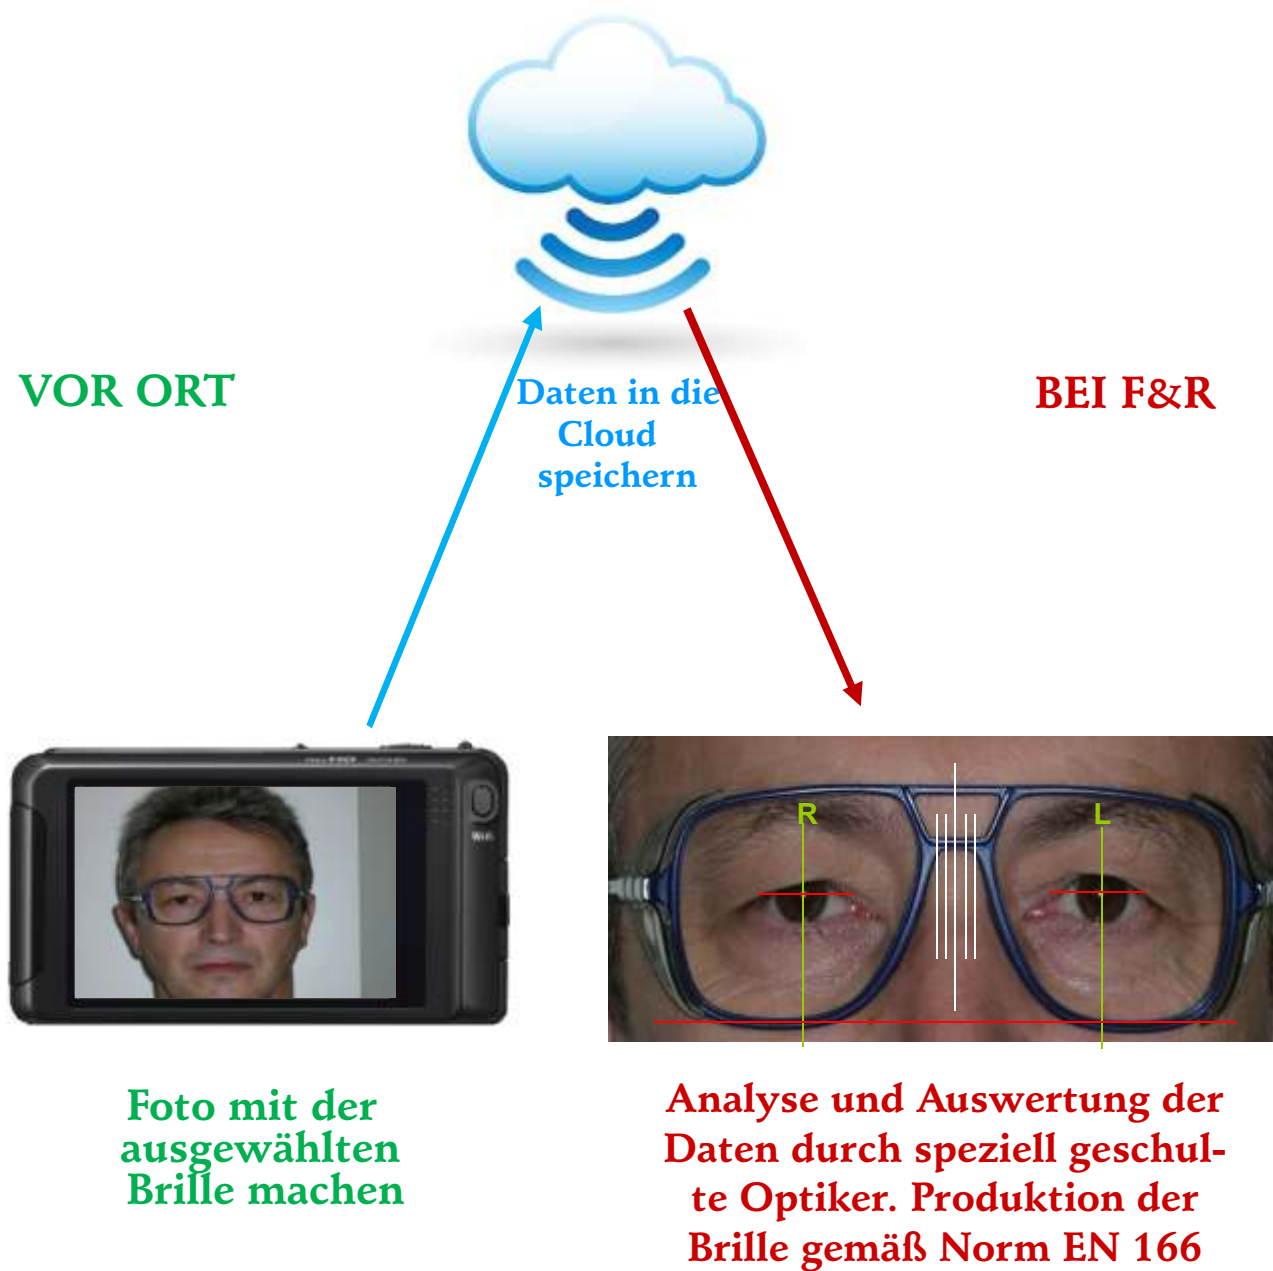 VOR ORT
Daten in die
Cloud
speichern
BEI F&R
WiFi
R
L
Foto mit der
ausgewählten
Brille machen
Analyse und Auswertung der
Daten durch speziell geschul-
te Optiker. Produktion der
Brille gemäß Norm EN 166